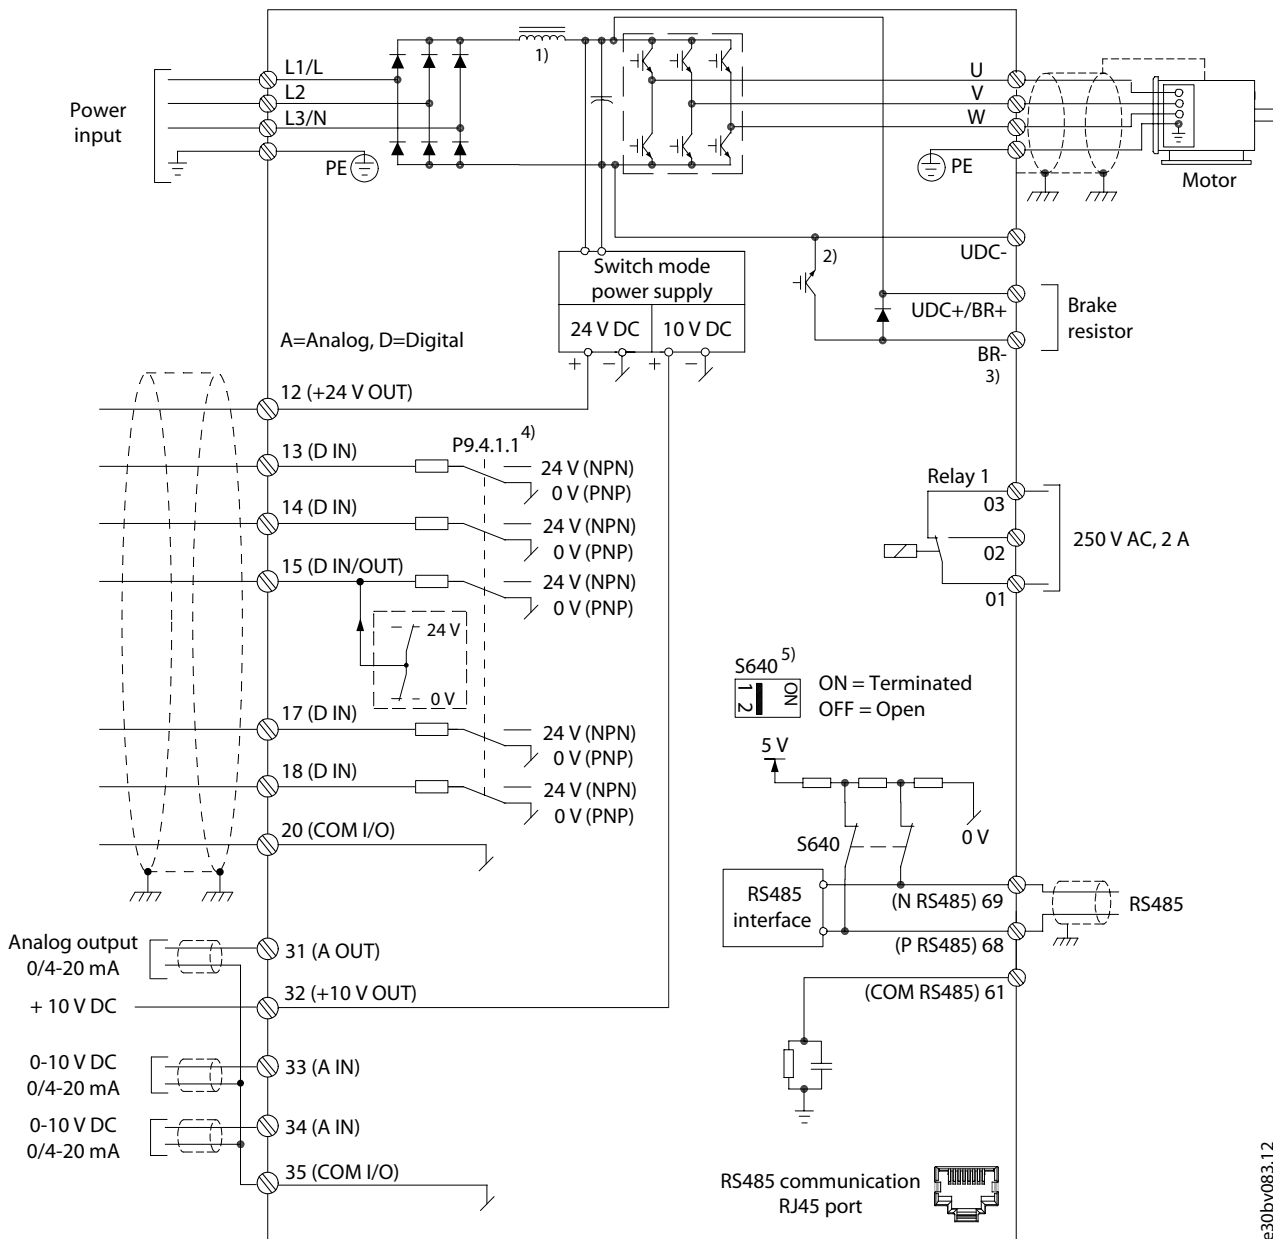 Power
input
L1/L
L2
L3/N
PE
1)
U
V
W
PE
Motor
Switch mode
power supply
24 V DC
10 V DC
+
−
+
−
2)
UDC-
UDC+/BR+
BR-
3)
Brake
resistor
A=Analog, D=Digital
12 (+24 V OUT)
13 (D IN)
P9.4.1.1 4)
24 V (NPN)
0 V (PNP)
14 (D IN)
24 V (NPN)
0 V (PNP)
15 (D IN/OUT)
24 V (NPN)
0 V (PNP)
24 V
0 V
17 (D IN)
24 V (NPN)
0 V (PNP)
18 (D IN)
24 V (NPN)
0 V (PNP)
20 (COM I/O)
Relay 1
03
02
01
250 V AC, 2 A
S640 5)
1 2
ON
ON = Terminated
OFF = Open
5 V
0 V
S640
RS485
interface
(N RS485) 69
(P RS485) 68
RS485
(COM RS485) 61
Analog output
0/4-20 mA
31 (A OUT)
+ 10 V DC
32 (+10 V OUT)
0-10 V DC
0/4-20 mA
33 (A IN)
0-10 V DC
0/4-20 mA
34 (A IN)
35 (COM I/O)
RS485 communication
RJ45 port
e30bv083.12